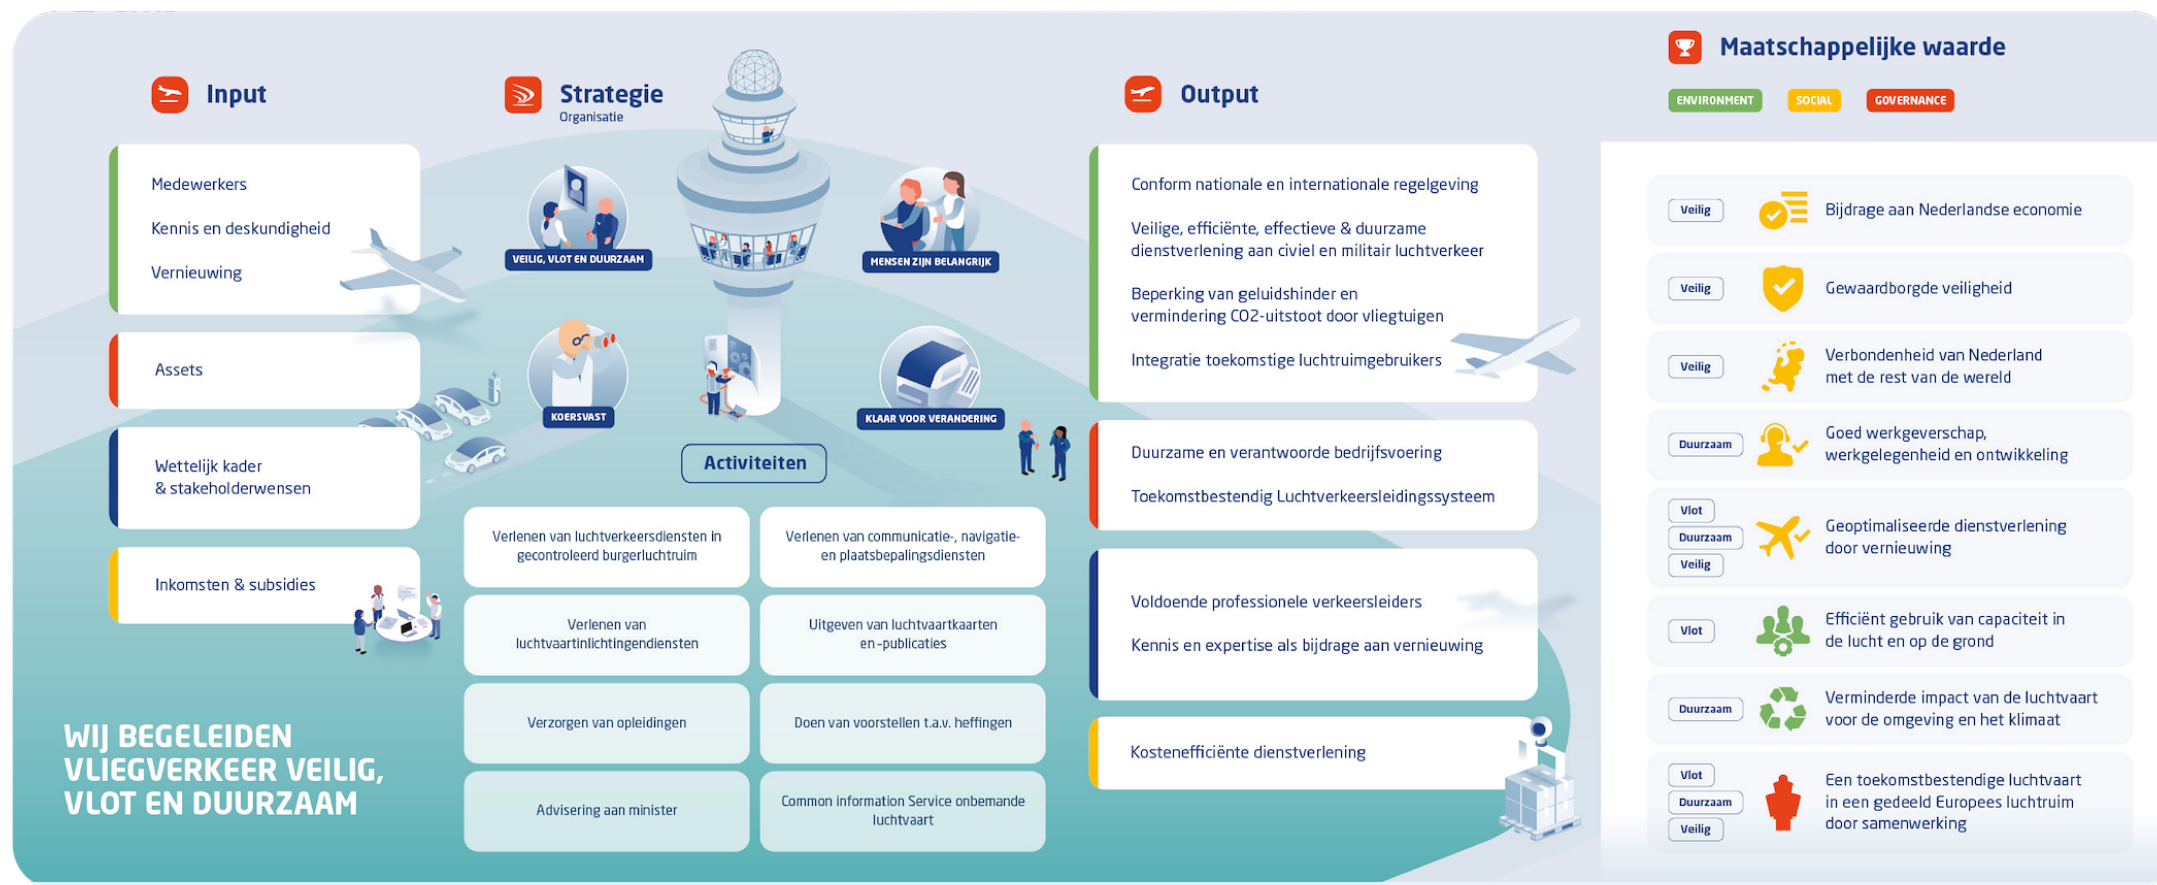 Input
Medewerkers
Kennis en deskundigheid
Vernieuwing
Assets
Wettelijk kader
& stakeholderwensen
Inkomsten & subsidies
WIJ BEGELEIDEN
VLIEGVERKEER VEILIG,
VLOT EN DUURZAAM
Strategie
Organisatie
VEILIG, VLOT EN DUURZAAM
MENSEN ZIJN BELANGRIJK
KOERSVAST
KLAAR VOOR VERANDERING
Activiteiten
Verlenen van luchtverkeersdiensten in
gecontroleerd burgerluchtruim
Verlenen van communicatie-, navigatie-
en plaatsbepalingsdiensten
Verlenen van
luchtvaartinlichtingendiensten
Uitgeven van luchtvaartkaarten
en -publicaties
Verzorgen van opleidingen
Doen van voorstellen t.a.v. heffingen
Advisering aan minister
Common information Service onbemande
luchtvaart
Output
Conform nationale en internationale regelgeving
Veilige, efficiënte, effectieve & duurzame
dienstverlening aan civiel en militair luchtverkeer
Beperking van geluidshinder en
vermindering CO2-uitstoot door vliegtuigen
Integratie toekomstige luchtruimgebruikers
Duurzame en verantwoorde bedrijfsvoering
Toekomstbestendig Luchtverkeersleidingssysteem
Voldoende professionele verkeersleiders
Kennis en expertise als bijdrage aan vernieuwing
Kostenefficiënte dienstverlening
Maatschappelijke waarde
ENVIRONMENT
SOCIAL
GOVERNANCE
Veilig
Bijdrage aan Nederlandse economie
Veilig
Gewaardborgde veiligheid
Veilig
Verbondenheid van Nederland
met de rest van de wereld
Duurzaam
Goed werkgeverschap,
werkgelegenheid en ontwikkeling
Vlot
Duurzaam
Veilig
Geoptimaliseerde dienstverlening
door vernieuwing
Vlot
Efficiënt gebruik van capaciteit in
de lucht en op de grond
Duurzaam
Verminderde impact van de luchtvaart
voor de omgeving en het klimaat
Vlot
Duurzaam
Veilig
Een toekomstbestendige luchtvaart
in een gedeeld Europees luchtruim
door samenwerking